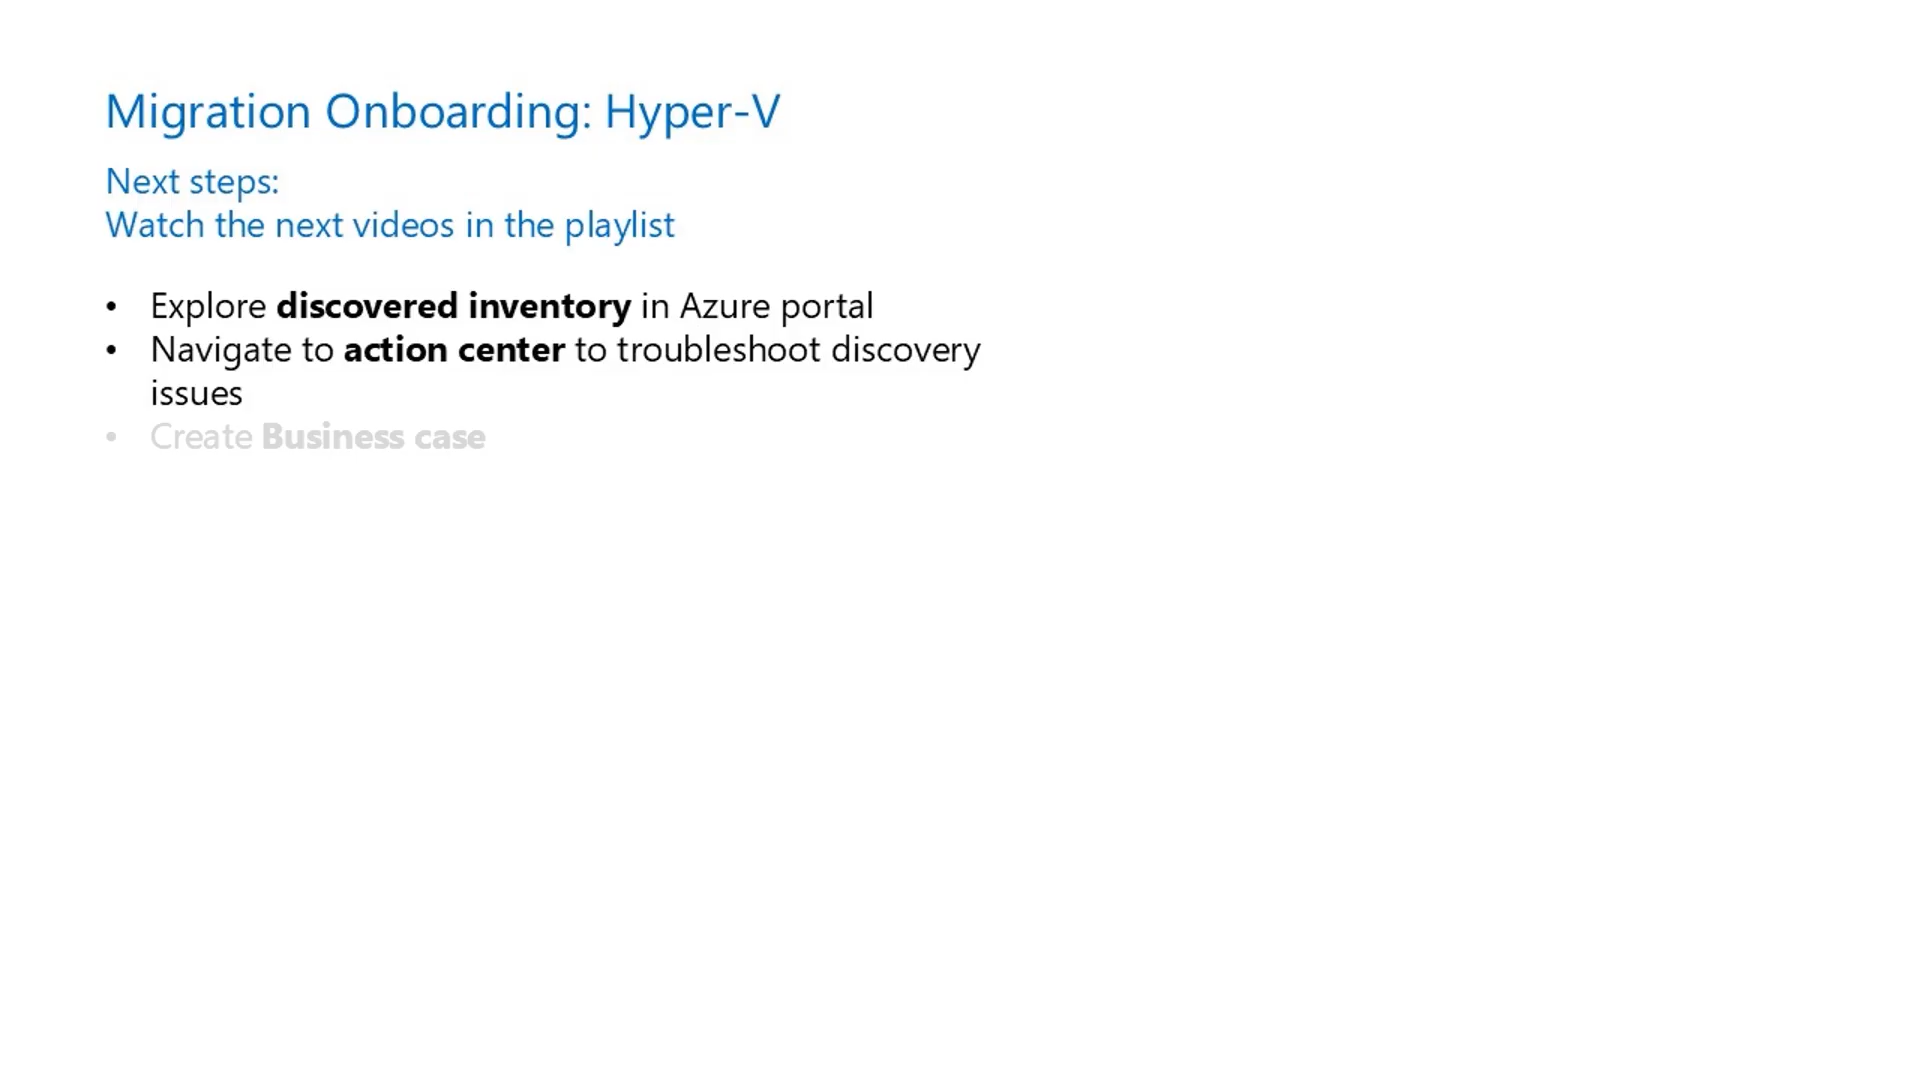 Migration Onboarding: Hyper-V
Next steps:
Watch the next videos in the playlist
• Explore discovered inventory in Azure portal
• Navigate to action center to troubleshoot discovery
issues
• Create Business case